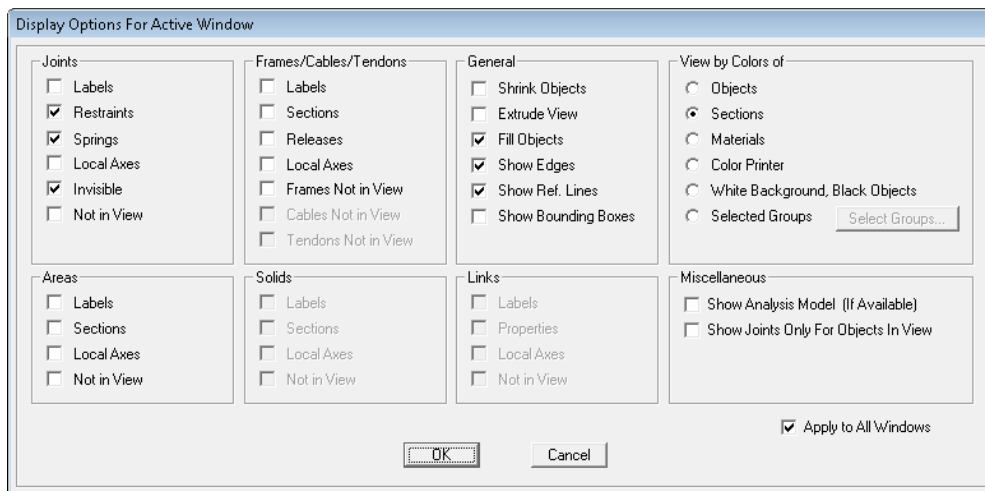 Display Options For Active Window
Joints
Labels
Restraints
Springs
Local Axes
Invisible
Not in View
Frames/Cables/Tendons
Labels
Sections
Releases
Local Axes
Frames Not in View
Cables Not in View
Tendons Not in View
General
Shrink Objects
Extrude View
Fill Objects
Show Edges
Show Ref. Lines
Show Bounding Boxes
View by Colors of
Objects
Sections
Materials
Color Printer
White Background, Black Objects
Selected Groups
Select Groups...
Areas
Labels
Sections
Local Axes
Not in View
Solids
Labels
Sections
Local Axes
Not in View
Links
Labels
Properties
Local Axes
Not in View
Miscellaneous
Show Analysis Model (If Available)
Show Joints Only For Objects In View
Apply to All Windows
OK
Cancel